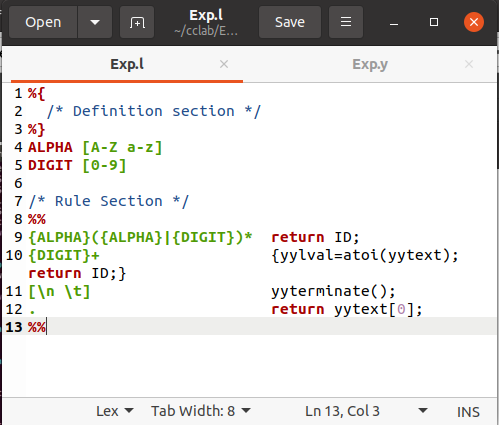 Open Exp.l ~/cclab/E… Save
Exp.l × Exp.y ×
1 %{
2   /* Definition section */
3 %}
4 ALPHA [A-Z a-z]
5 DIGIT [0-9]
6
7 /* Rule Section */
8 %%
9 {ALPHA}({ALPHA}|{DIGIT})*  return ID;
10 {DIGIT}+                   {yylval=atoi(yytext);
return ID;}
11 [\n \t]                    yyterminate();
12 .                          return yytext[0];
13 %%
Lex Tab Width: 8 Ln 13, Col 3 INS